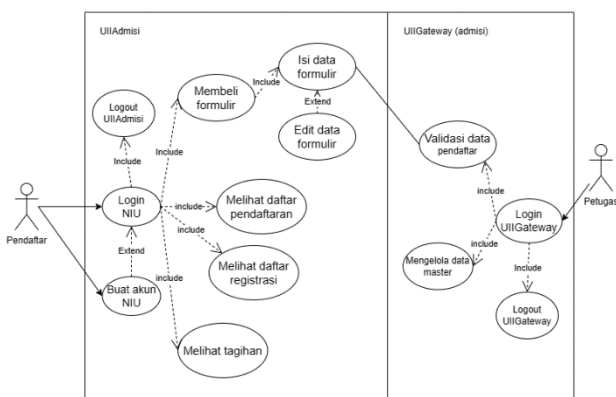 UIIAdmisi
UIIGateway (admisi)
Isi data
formulir
Membeli
formulir
Include
Extend
Logout
UIIAdmisi
Edit data
formulir
Validasi data
pendaftar
Include
Include
include
Login
NIU
Melihat daftar
pendaftaran
include
Login
UIIGateway
Petugas
Pendaftar
include
include
Extend
Melihat daftar
registrasi
Mengelola data
master
Include
include
Buat akun
NIU
Logout
UIIGateway
Melihat tagihan